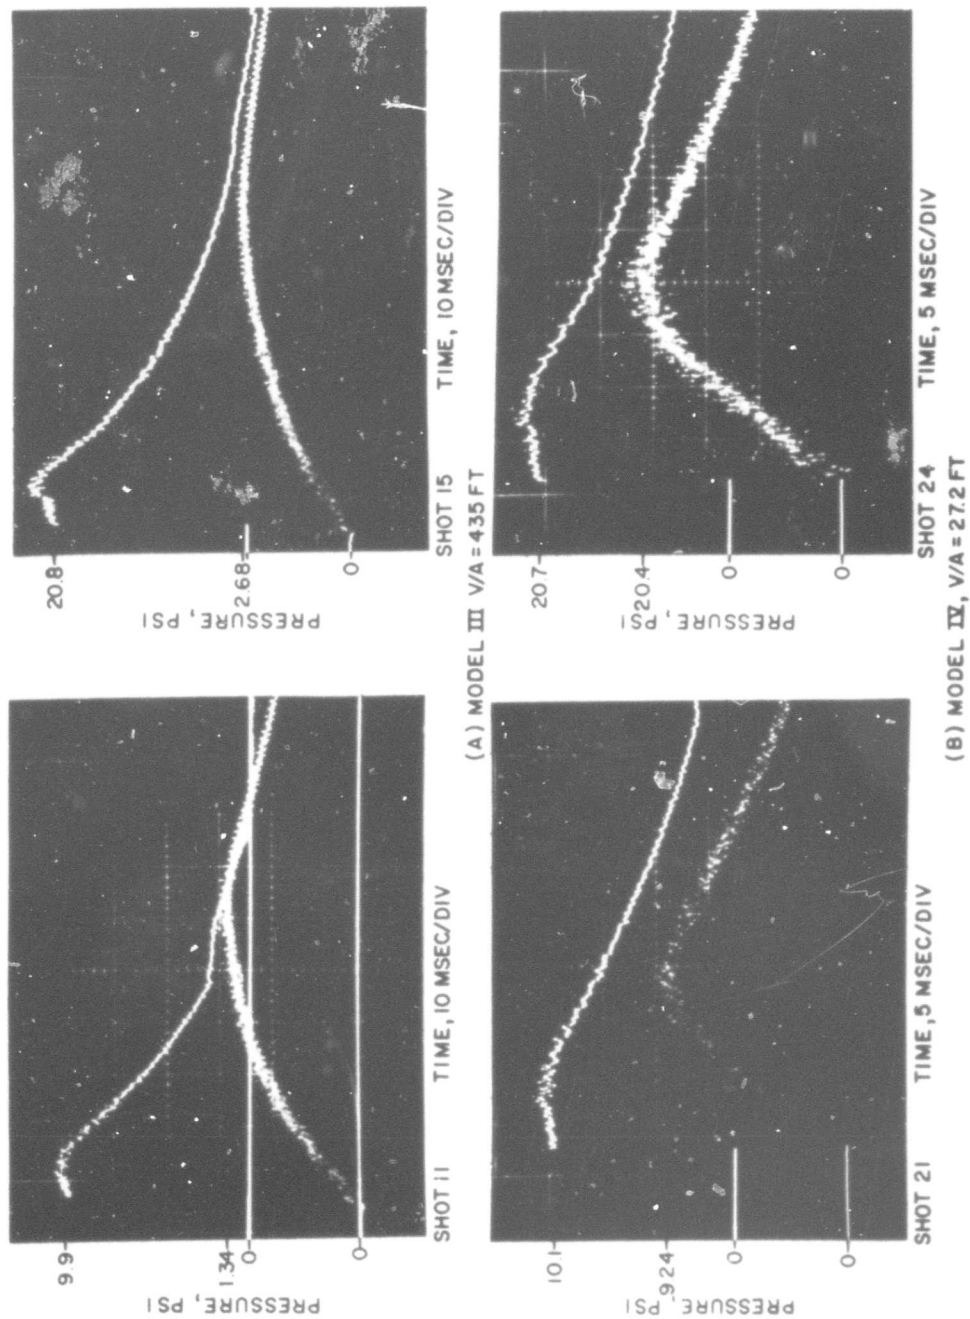 PRESSURE, PSI
9.9
1.34
0
0
SHOT 11 TIME, 10 MSEC/DIV
PRESSURE, PSI
20.8
2.68
0
SHOT 15 TIME, 10 MSEC/DIV
(A) MODEL III V/A = 435 FT
PRESSURE, PSI
10.1
9 24
0
0
SHOT 21 TIME, 5 MSEC/DIV
PRESSURE, PSI
20.7
20.4
0
0
SHOT 24 TIME, 5 MSEC/DIV
(B) MODEL IV, V/A = 27.2 FT